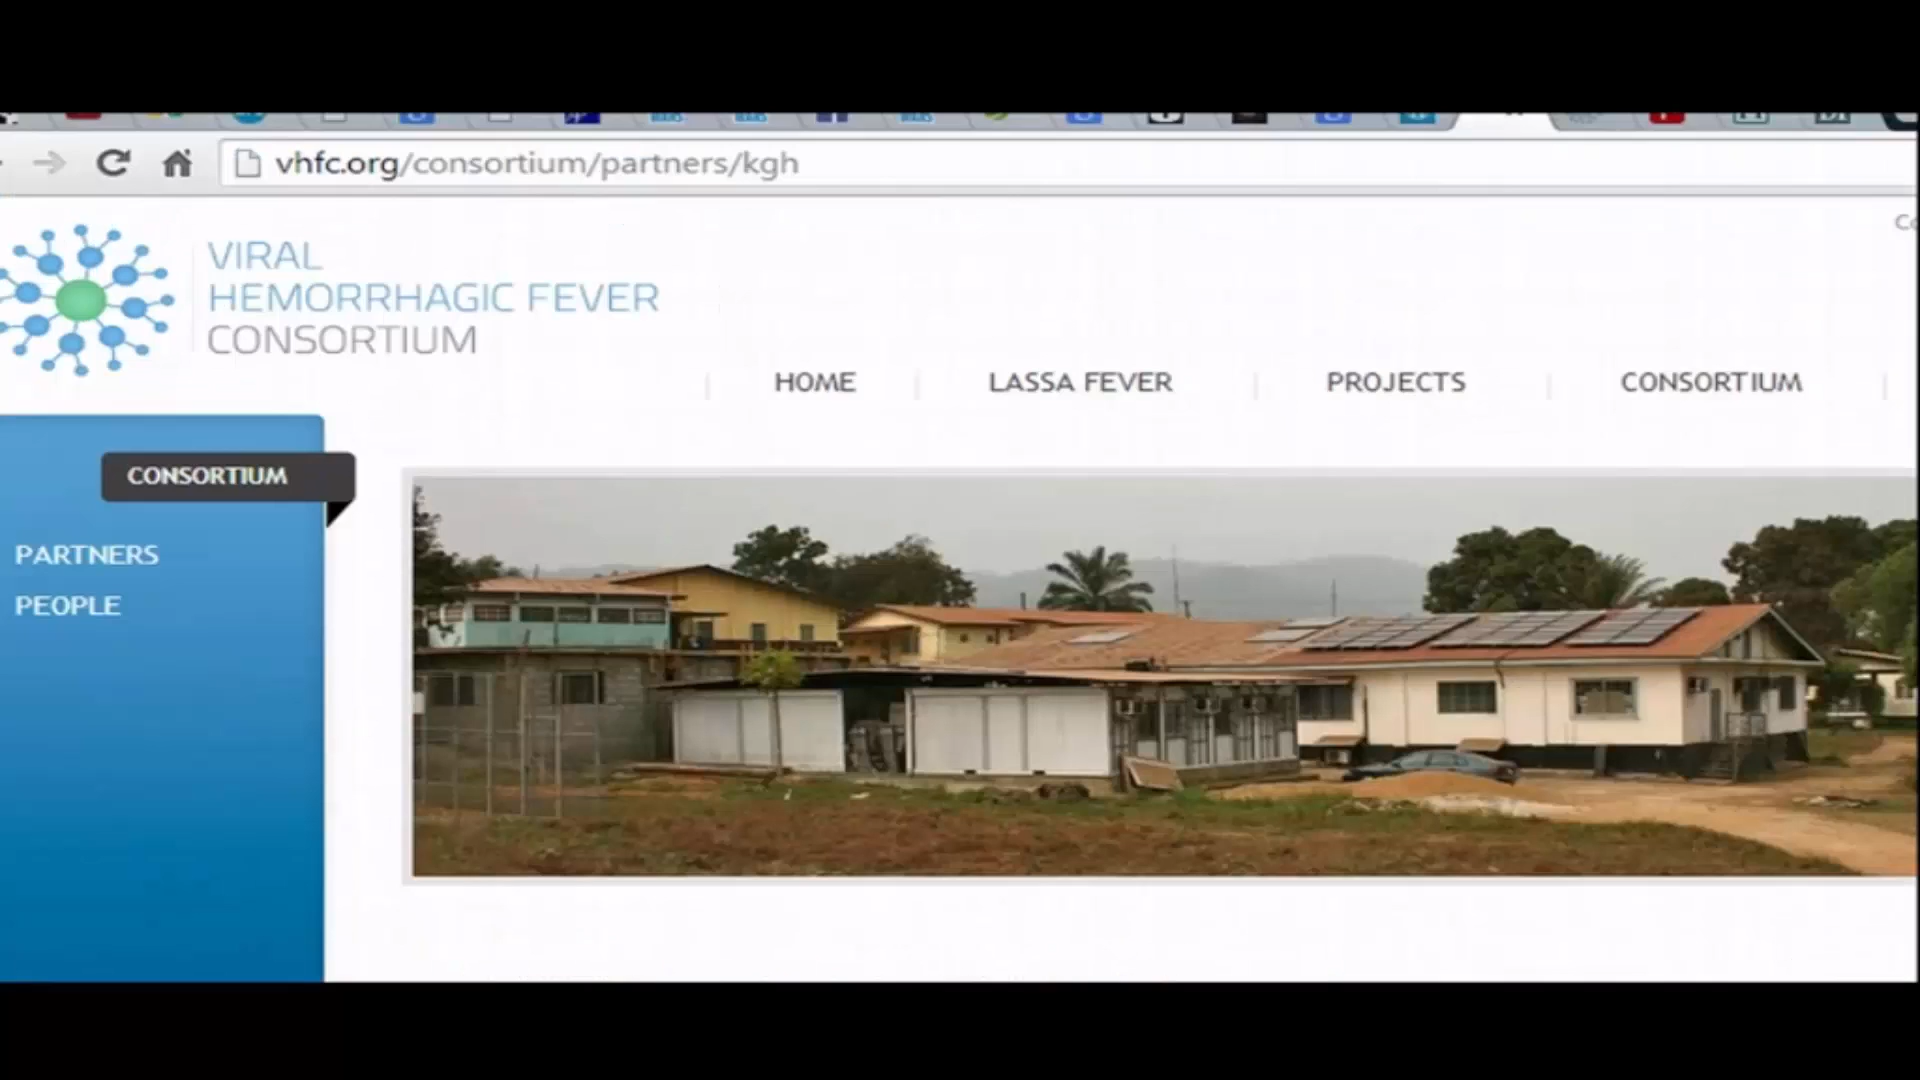 vhfc.org/consortium/partners/kgh
VIRAL
HEMORRHAGIC FEVER
CONSORTIUM
HOME
LASSA FEVER
PROJECTS
CONSORTIUM
CONSORTIUM
PARTNERS
PEOPLE